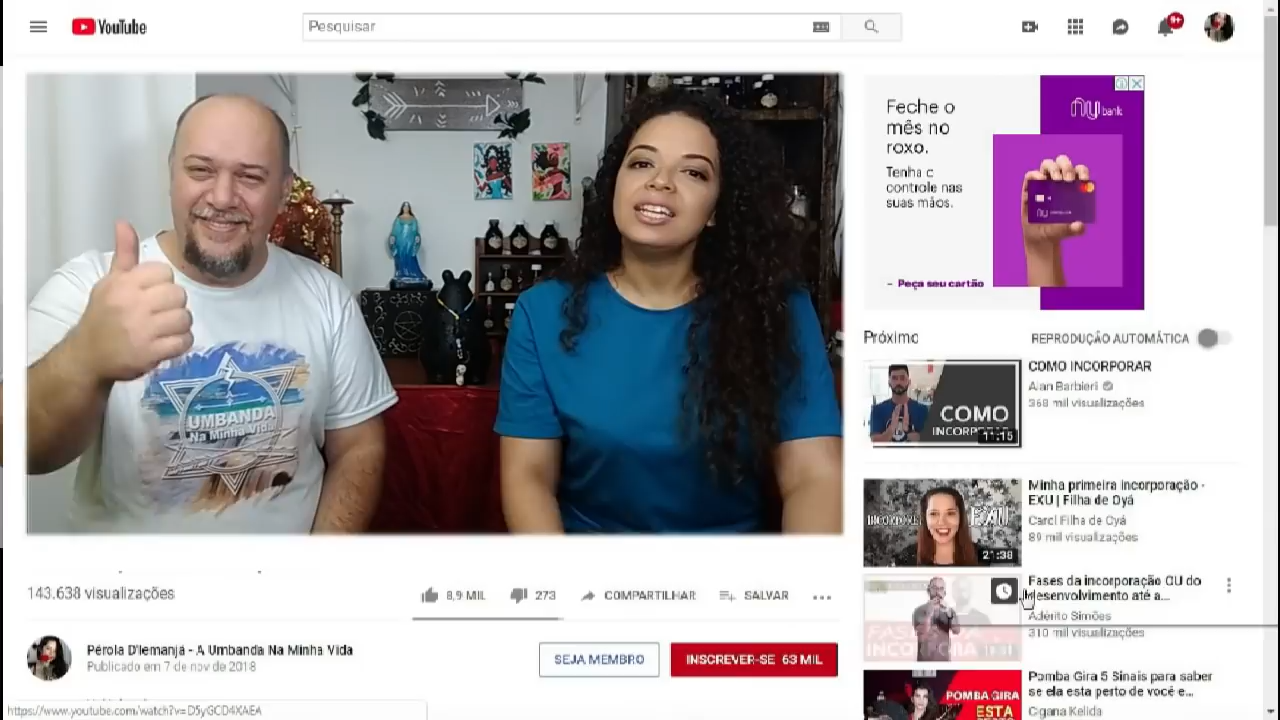 YouTube
Pesquisar
9+
Feche o
mês no
roxo.
Tenha o
controle nas
suas mãos.
→ Peça seu cartão
nu bank
nu
UMBANDA
Na Minha Vida
Próximo
REPRODUÇÃO AUTOMÁTICA
COMO INCORPORAR
Alan Barbieri
368 mil visualizações
COMO
11:15
Minha primeira incorporação -
EXU | Filha de Oyá
Carol Filha de Oyá
89 mil visualizações
EXU
21:38
Fases da incorporação OU do
desenvolvimento até a...
Adérito Simões
310 mil visualizações
Pomba Gira 5 Sinais para saber
se ela esta perto de você e...
Cigana Kelida
POMBA GIRA
ESTA
143.638 visualizações
8,9 MIL
273
COMPARTILHAR
SALVAR
Pérola D'Iemanjá - A Umbanda Na Minha Vida
Publicado em 7 de nov de 2018
SEJA MEMBRO
INSCREVER-SE 63 MIL
https://www.youtube.com/watch?v=D5yGCD4XAEA